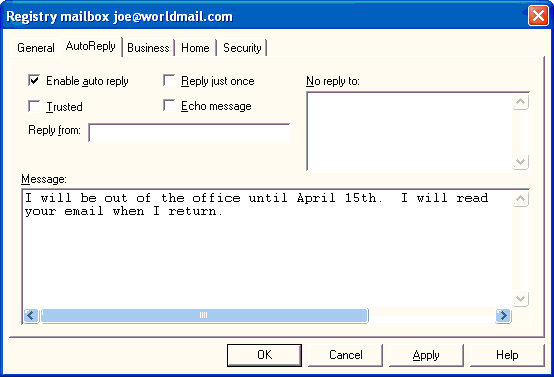 Registry mailbox joe@worldmail.com
General AutoReply Business Home Security
Enable auto reply Reply just once No reply to:
Trusted Echo message
Reply from:
Message:
I will be out of the office until April 15th.  I will read
your email when I return.
OK Cancel Apply Help